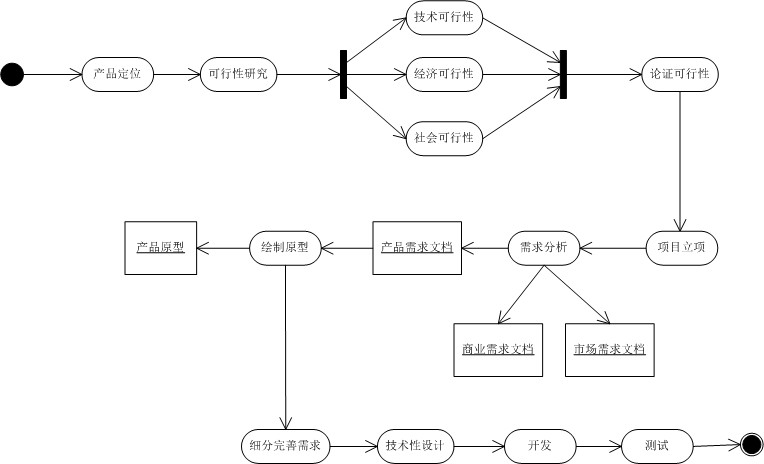 技术可行性
产品定位
可行性研究
经济可行性
论证可行性
社会可行性
产品原型
绘制原型
产品需求文档
需求分析
项目立项
商业需求文档
市场需求文档
细分完善需求
技术性设计
开发
测试